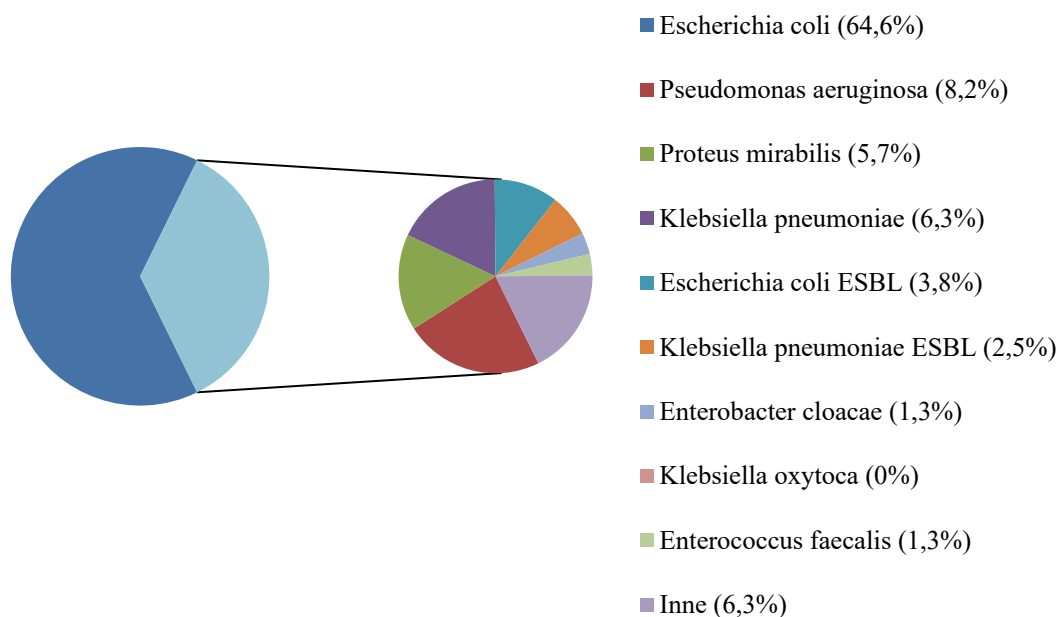 Escherichia coli (64,6%)
Pseudomonas aeruginosa (8,2%)
Proteus mirabilis (5,7%)
Klebsiella pneumoniae (6,3%)
Escherichia coli ESBL (3,8%)
Klebsiella pneumoniae ESBL (2,5%)
Enterobacter cloacae (1,3%)
Klebsiella oxytoca (0%)
Enterococcus faecalis (1,3%)
Inne (6,3%)